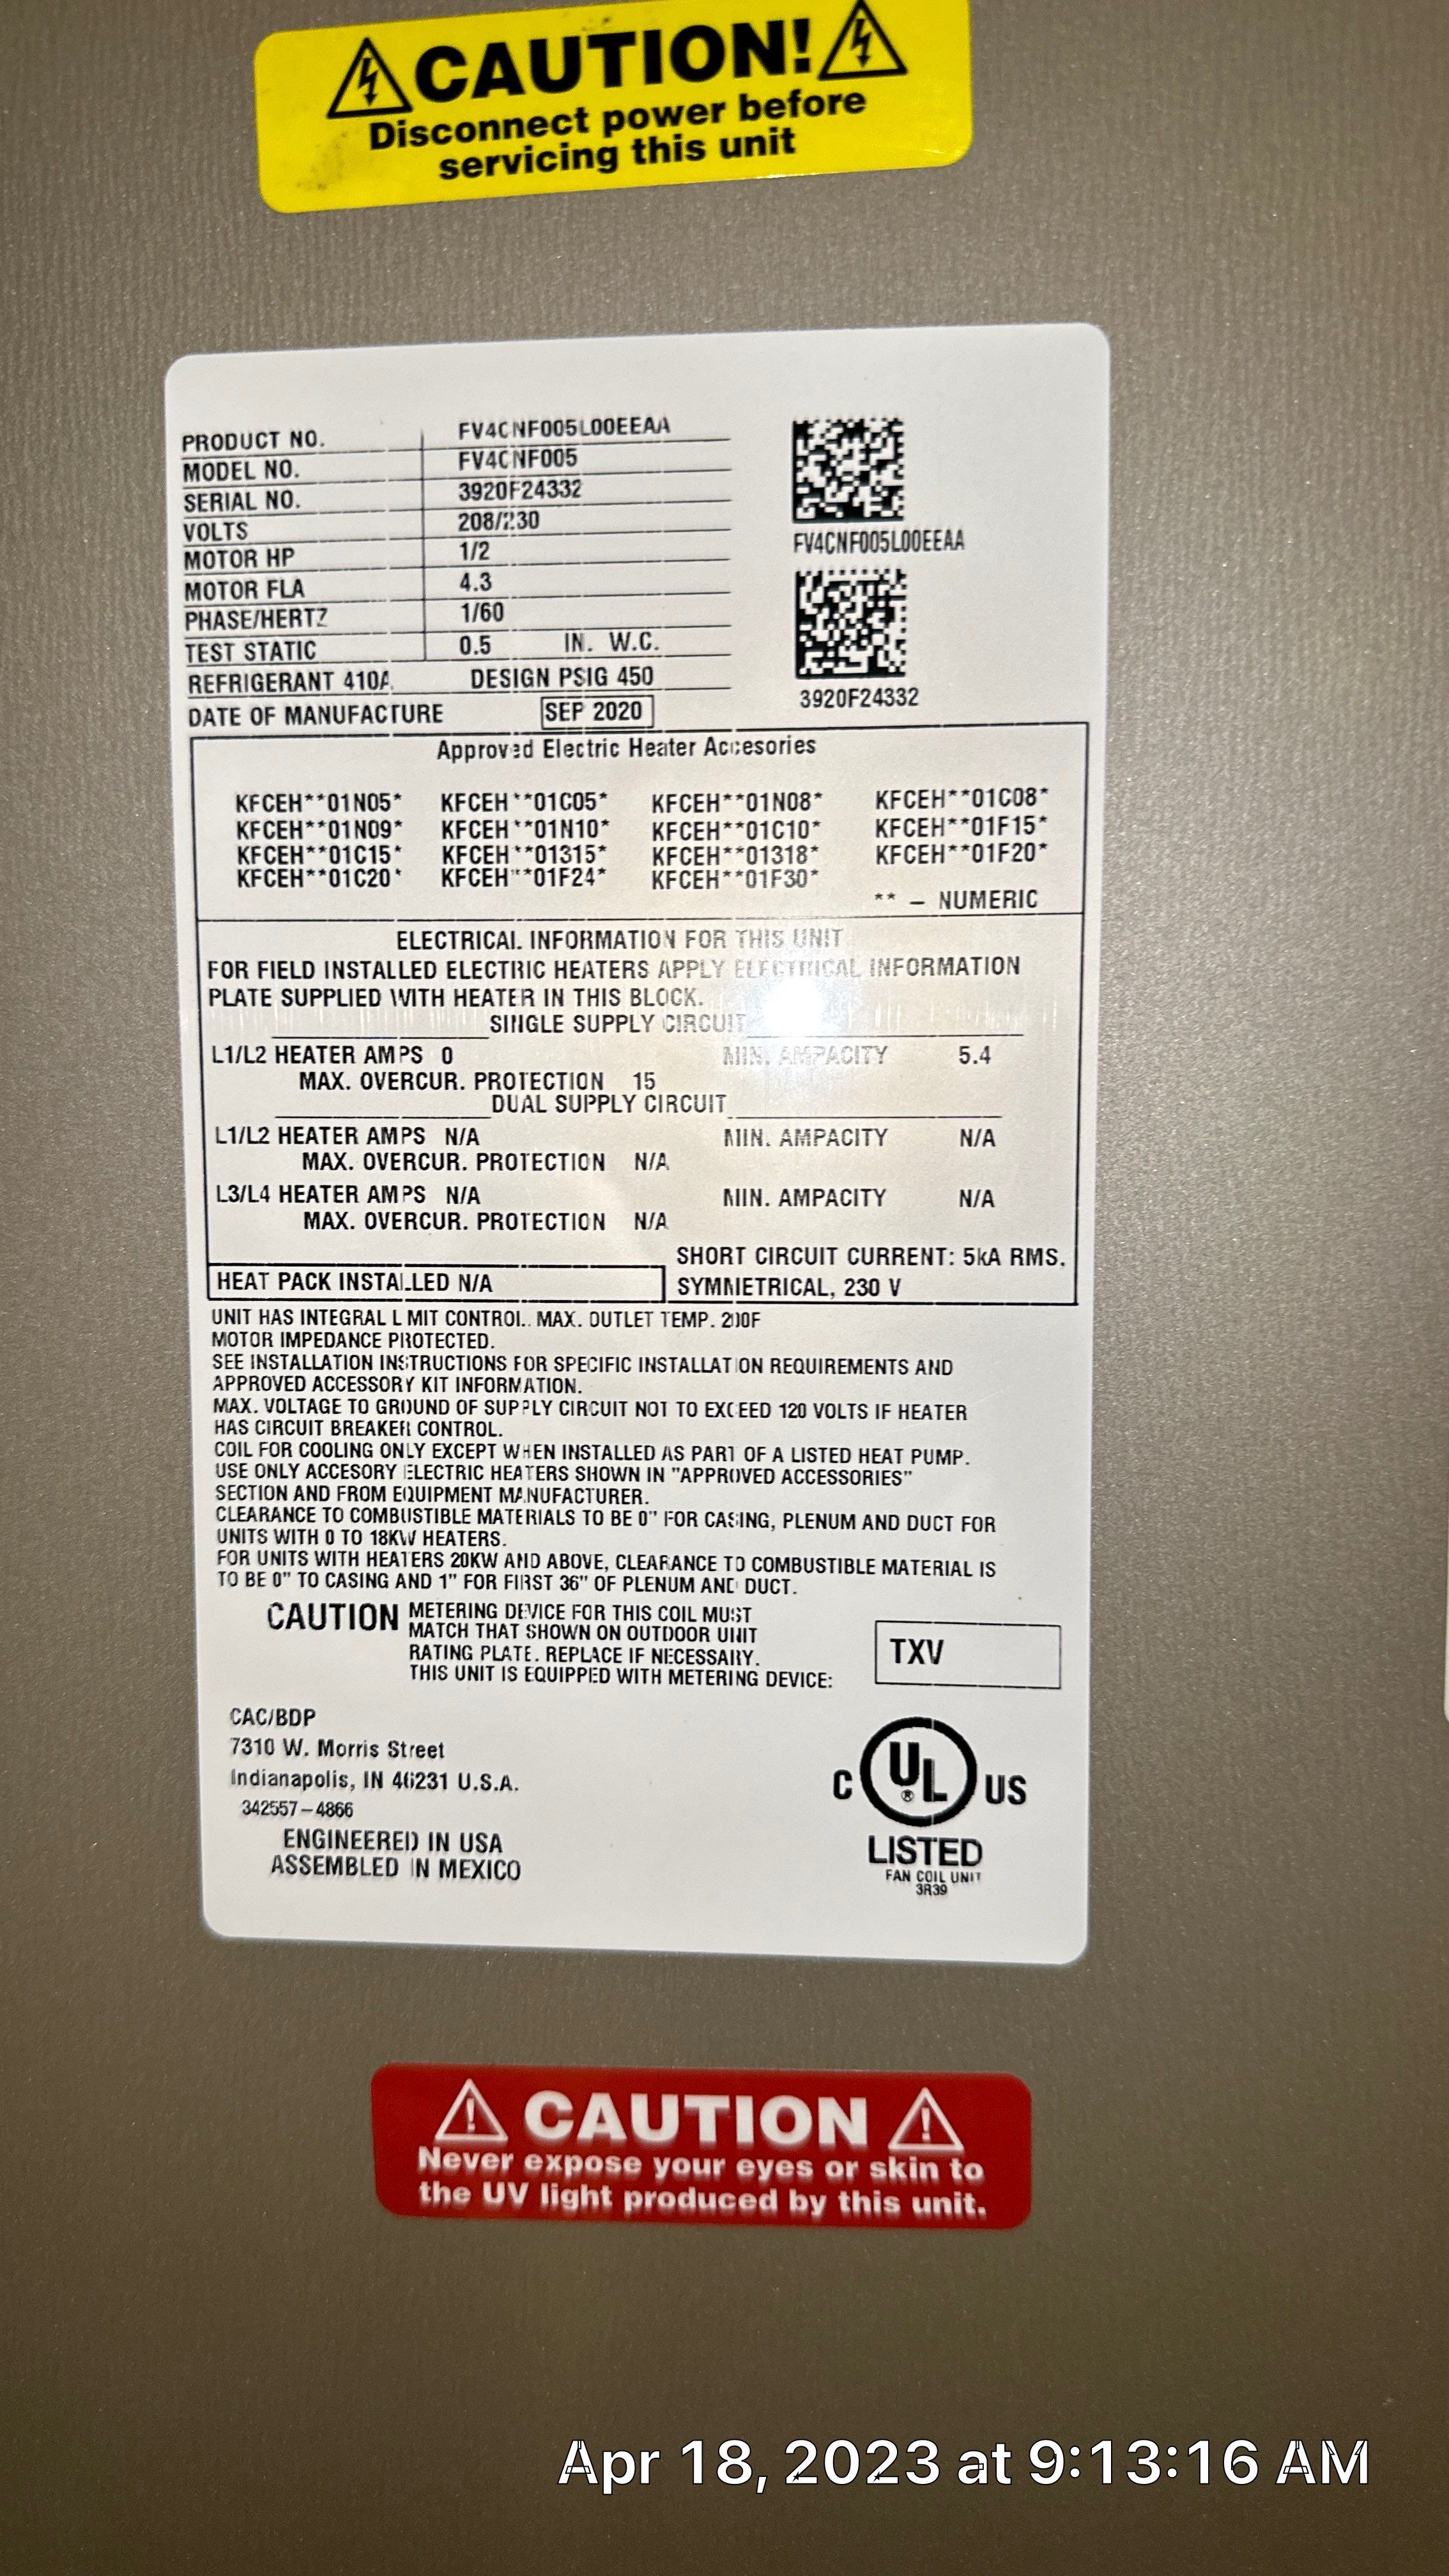 CAUTION!
Disconnect power before
servicing this unit
PRODUCT NO. FV4CNF005L00EEAA
MODEL NO. FV4CNF005
SERIAL NO. 3920F24332
VOLTS 208/230
MOTOR HP 1/2
MOTOR FLA 4.3
PHASE/HERTZ 1/60
TEST STATIC 0.5 IN. W.C.
REFRIGERANT 410A DESIGN PSIG 450
DATE OF MANUFACTURE SEP 2020
FV4CNF005L00EEAA
3920F24332
Approved Electric Heater Accesories
KFCEH**01N05* KFCEH**01C05* KFCEH**01N08* KFCEH**01C08*
KFCEH**01N09* KFCEH**01N10* KFCEH**01C10* KFCEH**01F15*
KFCEH**01C15* KFCEH**01315* KFCEH**01318* KFCEH**01F20*
KFCEH**01C20* KFCEH**01F24* KFCEH**01F30*
** – NUMERIC
ELECTRICAL INFORMATION FOR THIS UNIT
FOR FIELD INSTALLED ELECTRIC HEATERS APPLY ELECTRICAL INFORMATION
PLATE SUPPLIED WITH HEATER IN THIS BLOCK.
SINGLE SUPPLY CIRCUIT
L1/L2 HEATER AMPS 0 MIN. AMPACITY 5.4
MAX. OVERCUR. PROTECTION 15
DUAL SUPPLY CIRCUIT
L1/L2 HEATER AMPS N/A MIN. AMPACITY N/A
MAX. OVERCUR. PROTECTION N/A
L3/L4 HEATER AMPS N/A MIN. AMPACITY N/A
MAX. OVERCUR. PROTECTION N/A
SHORT CIRCUIT CURRENT: 5kA RMS.
HEAT PACK INSTALLED N/A SYMMETRICAL, 230 V
UNIT HAS INTEGRAL LIMIT CONTROL. MAX. OUTLET TEMP. 200F
MOTOR IMPEDANCE PROTECTED.
SEE INSTALLATION INSTRUCTIONS FOR SPECIFIC INSTALLATION REQUIREMENTS AND
APPROVED ACCESSORY KIT INFORMATION.
MAX. VOLTAGE TO GROUND OF SUPPLY CIRCUIT NOT TO EXCEED 120 VOLTS IF HEATER
HAS CIRCUIT BREAKER CONTROL.
COIL FOR COOLING ONLY EXCEPT WHEN INSTALLED AS PART OF A LISTED HEAT PUMP.
USE ONLY ACCESORY ELECTRIC HEATERS SHOWN IN "APPROVED ACCESSORIES"
SECTION AND FROM EQUIPMENT MANUFACTURER.
CLEARANCE TO COMBUSTIBLE MATERIALS TO BE 0" FOR CASING, PLENUM AND DUCT FOR
UNITS WITH 0 TO 18KW HEATERS.
FOR UNITS WITH HEATERS 20KW AND ABOVE, CLEARANCE TO COMBUSTIBLE MATERIAL IS
TO BE 0" TO CASING AND 1" FOR FIRST 36" OF PLENUM AND DUCT.
CAUTION METERING DEVICE FOR THIS COIL MUST
MATCH THAT SHOWN ON OUTDOOR UNIT
RATING PLATE. REPLACE IF NECESSARY.
THIS UNIT IS EQUIPPED WITH METERING DEVICE:
TXV
CAC/BDP
7310 W. Morris Street
Indianapolis, IN 46231 U.S.A.
342557–4866
ENGINEERED IN USA
ASSEMBLED IN MEXICO
C UL ® US
LISTED
FAN COIL UNIT
3R39
CAUTION
Never expose your eyes or skin to
the UV light produced by this unit.
Apr 18, 2023 at 9:13:16 AM